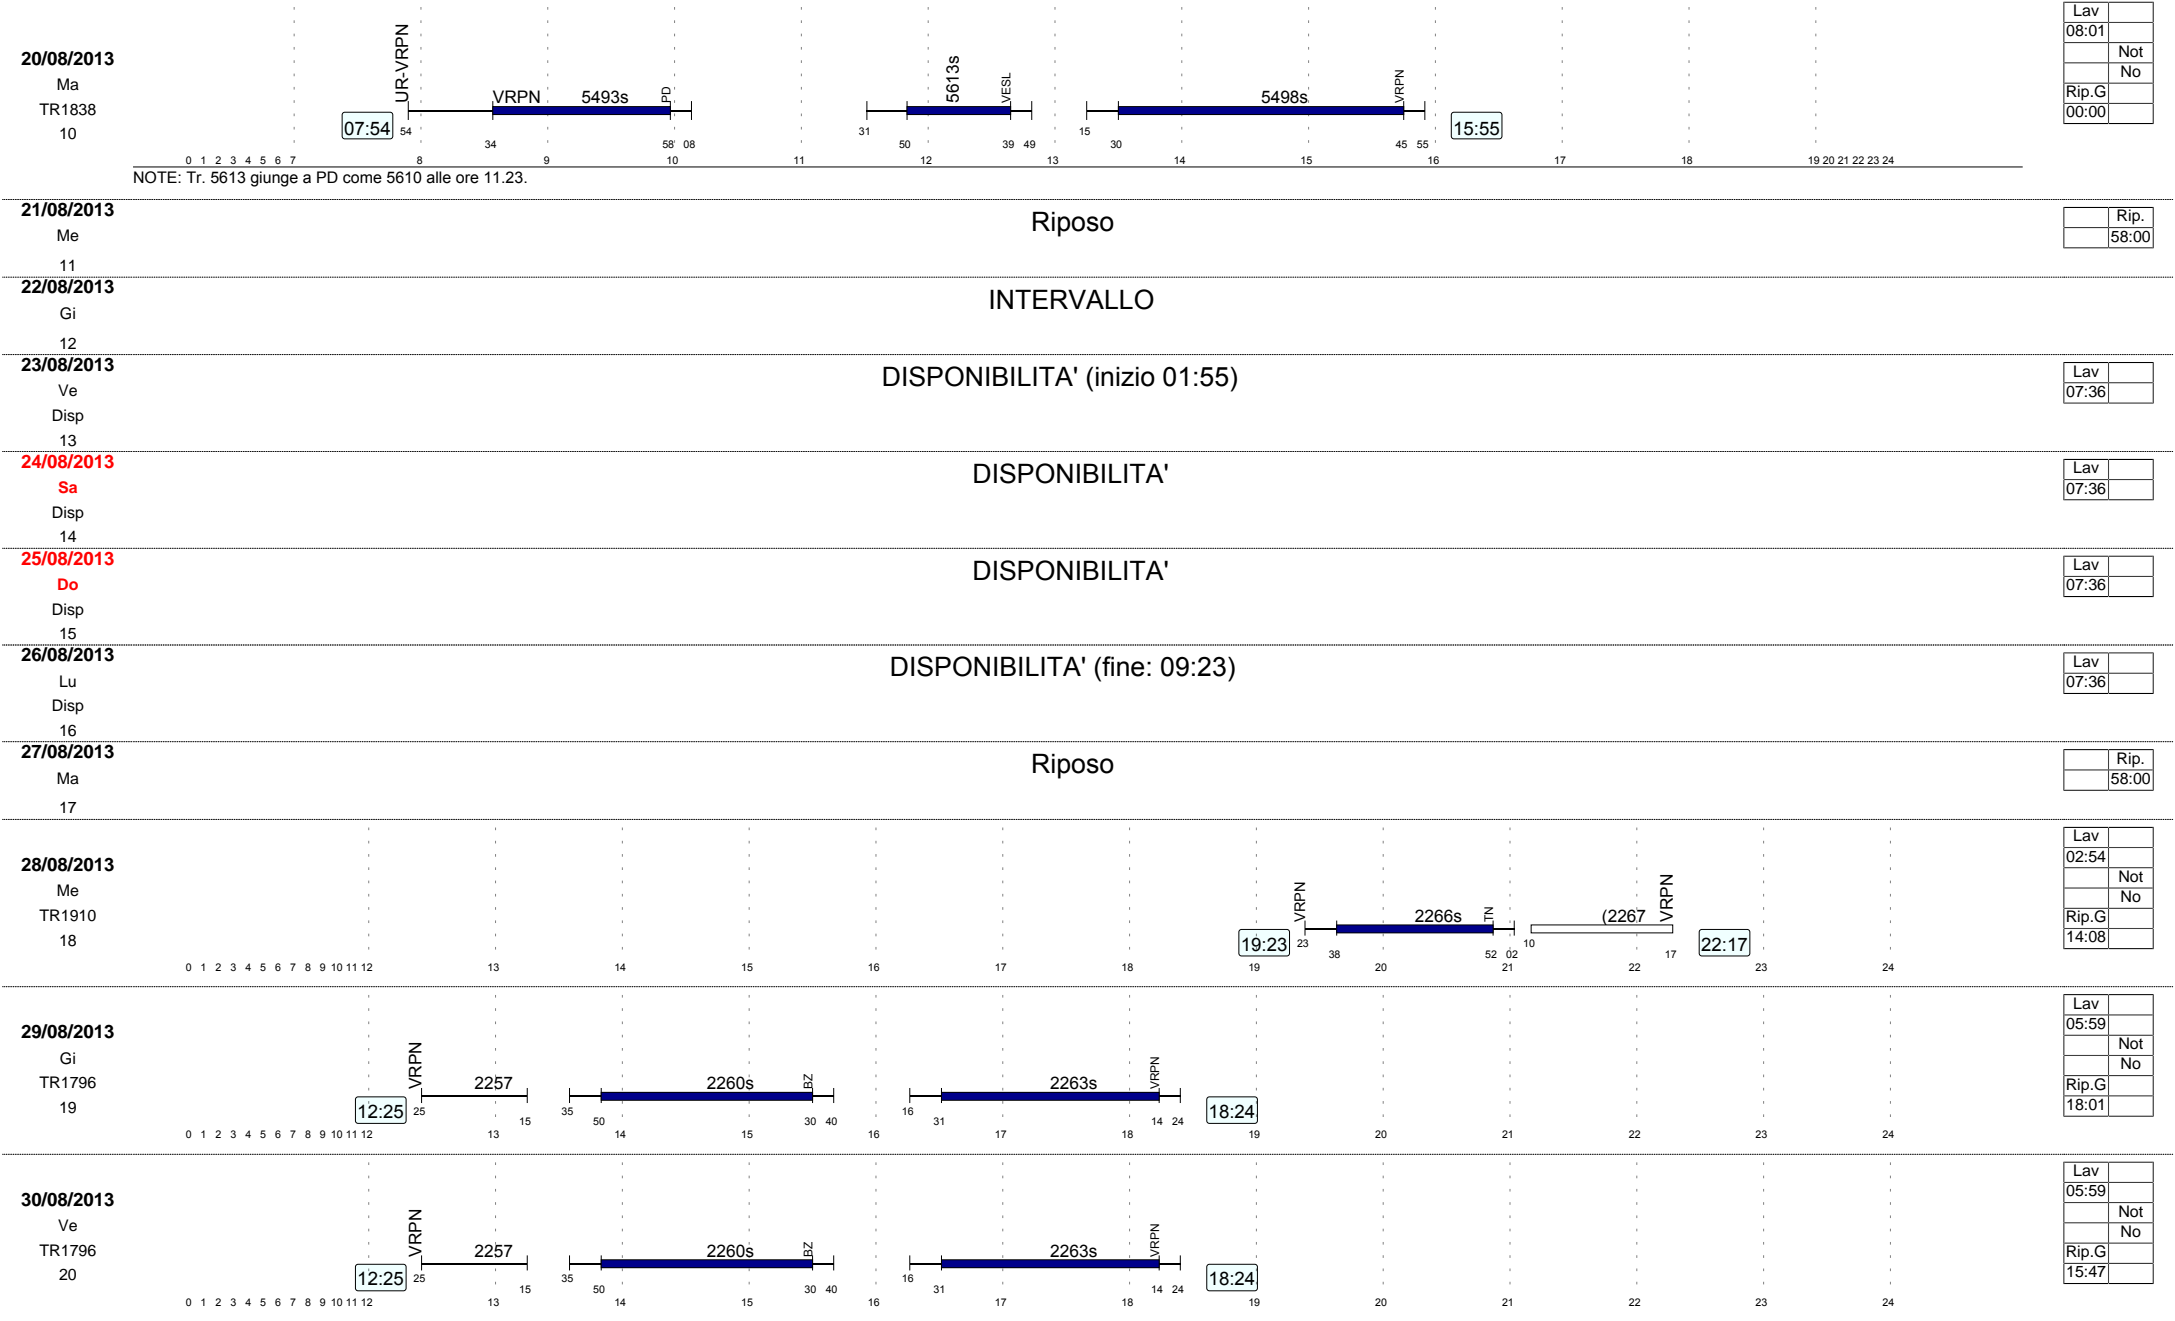 20/08/2013
Ma
TR1838
10
UR-VRPN
VRPN 5493s PD
5613s VESL
5498s VRPN
07:54 54 34 58' 08 31 50 39 49 15 30 45 55 15:55
0 1 2 3 4 5 6 7 8 9 10 11 12 13 14 15 16 17 18 19 20 21 22 23 24
NOTE: Tr. 5613 giunge a PD come 5610 alle ore 11.23.
Lav
08:01
Not
No
Rip.G
00:00
21/08/2013
Me
11
Riposo
Rip.
58:00
22/08/2013
Gi
12
INTERVALLO
23/08/2013
Ve
Disp
13
DISPONIBILITA' (inizio 01:55)
Lav
07:36
24/08/2013
Sa
Disp
14
DISPONIBILITA'
Lav
07:36
25/08/2013
Do
Disp
15
DISPONIBILITA'
Lav
07:36
26/08/2013
Lu
Disp
16
DISPONIBILITA' (fine: 09:23)
Lav
07:36
27/08/2013
Ma
17
Riposo
Rip.
58:00
28/08/2013
Me
TR1910
18
VRPN 2266s TN (2267 VRPN
19:23 23 38 52 02 10 17 22:17
0 1 2 3 4 5 6 7 8 9 10 11 12 13 14 15 16 17 18 19 20 21 22 23 24
Lav
02:54
Not
No
Rip.G
14:08
29/08/2013
Gi
TR1796
19
VRPN 2257 2260s BZ 2263s VRPN
12:25 25 15 35 50 30 40 16 31 14 24 18:24
0 1 2 3 4 5 6 7 8 9 10 11 12 13 14 15 16 17 18 19 20 21 22 23 24
Lav
05:59
Not
No
Rip.G
18:01
30/08/2013
Ve
TR1796
20
VRPN 2257 2260s BZ 2263s VRPN
12:25 25 15 35 50 30 40 16 31 14 24 18:24
0 1 2 3 4 5 6 7 8 9 10 11 12 13 14 15 16 17 18 19 20 21 22 23 24
Lav
05:59
Not
No
Rip.G
15:47